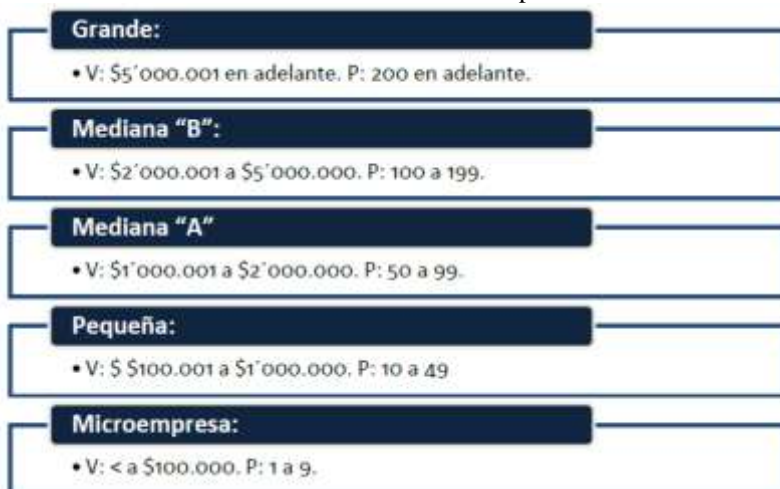 Grande:
• V: $5´000.001 en adelante. P: 200 en adelante.
Mediana “B”:
• V: $2´000.001 a $5´000.000. P: 100 a 199.
Mediana “A”
• V: $1´000.001 a $2´000.000. P: 50 a 99.
Pequeña:
• V: $ $100.001 a $1´000.000. P: 10 a 49
Microempresa:
• V: < a $100.000. P: 1 a 9.